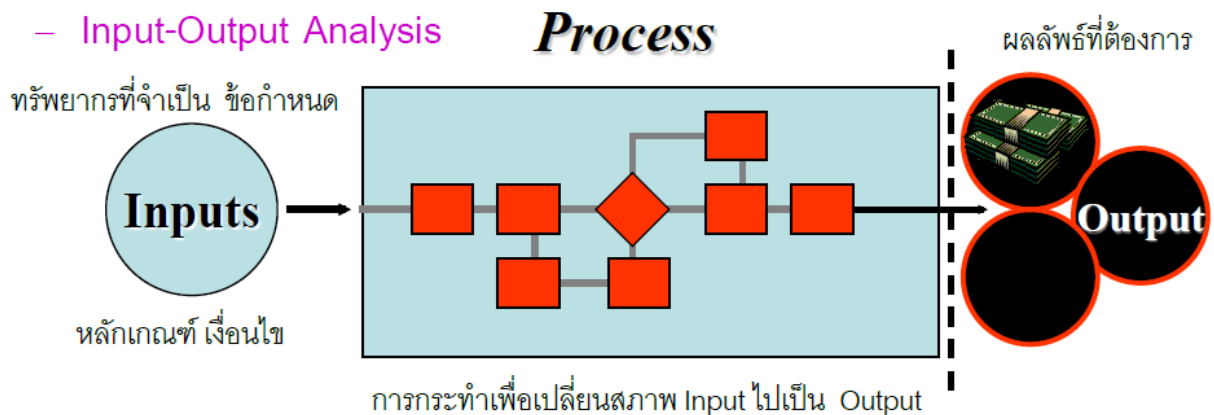 – Input-Output Analysis
Process
ผลลัพธ์ที่ต้องการ
ทรัพยากรที่จำเป็น ข้อกำหนด
Inputs
Output
หลักเกณฑ์ เงื่อนไข
การกระทำเพื่อเปลี่ยนสภาพ Input ไปเป็น Output